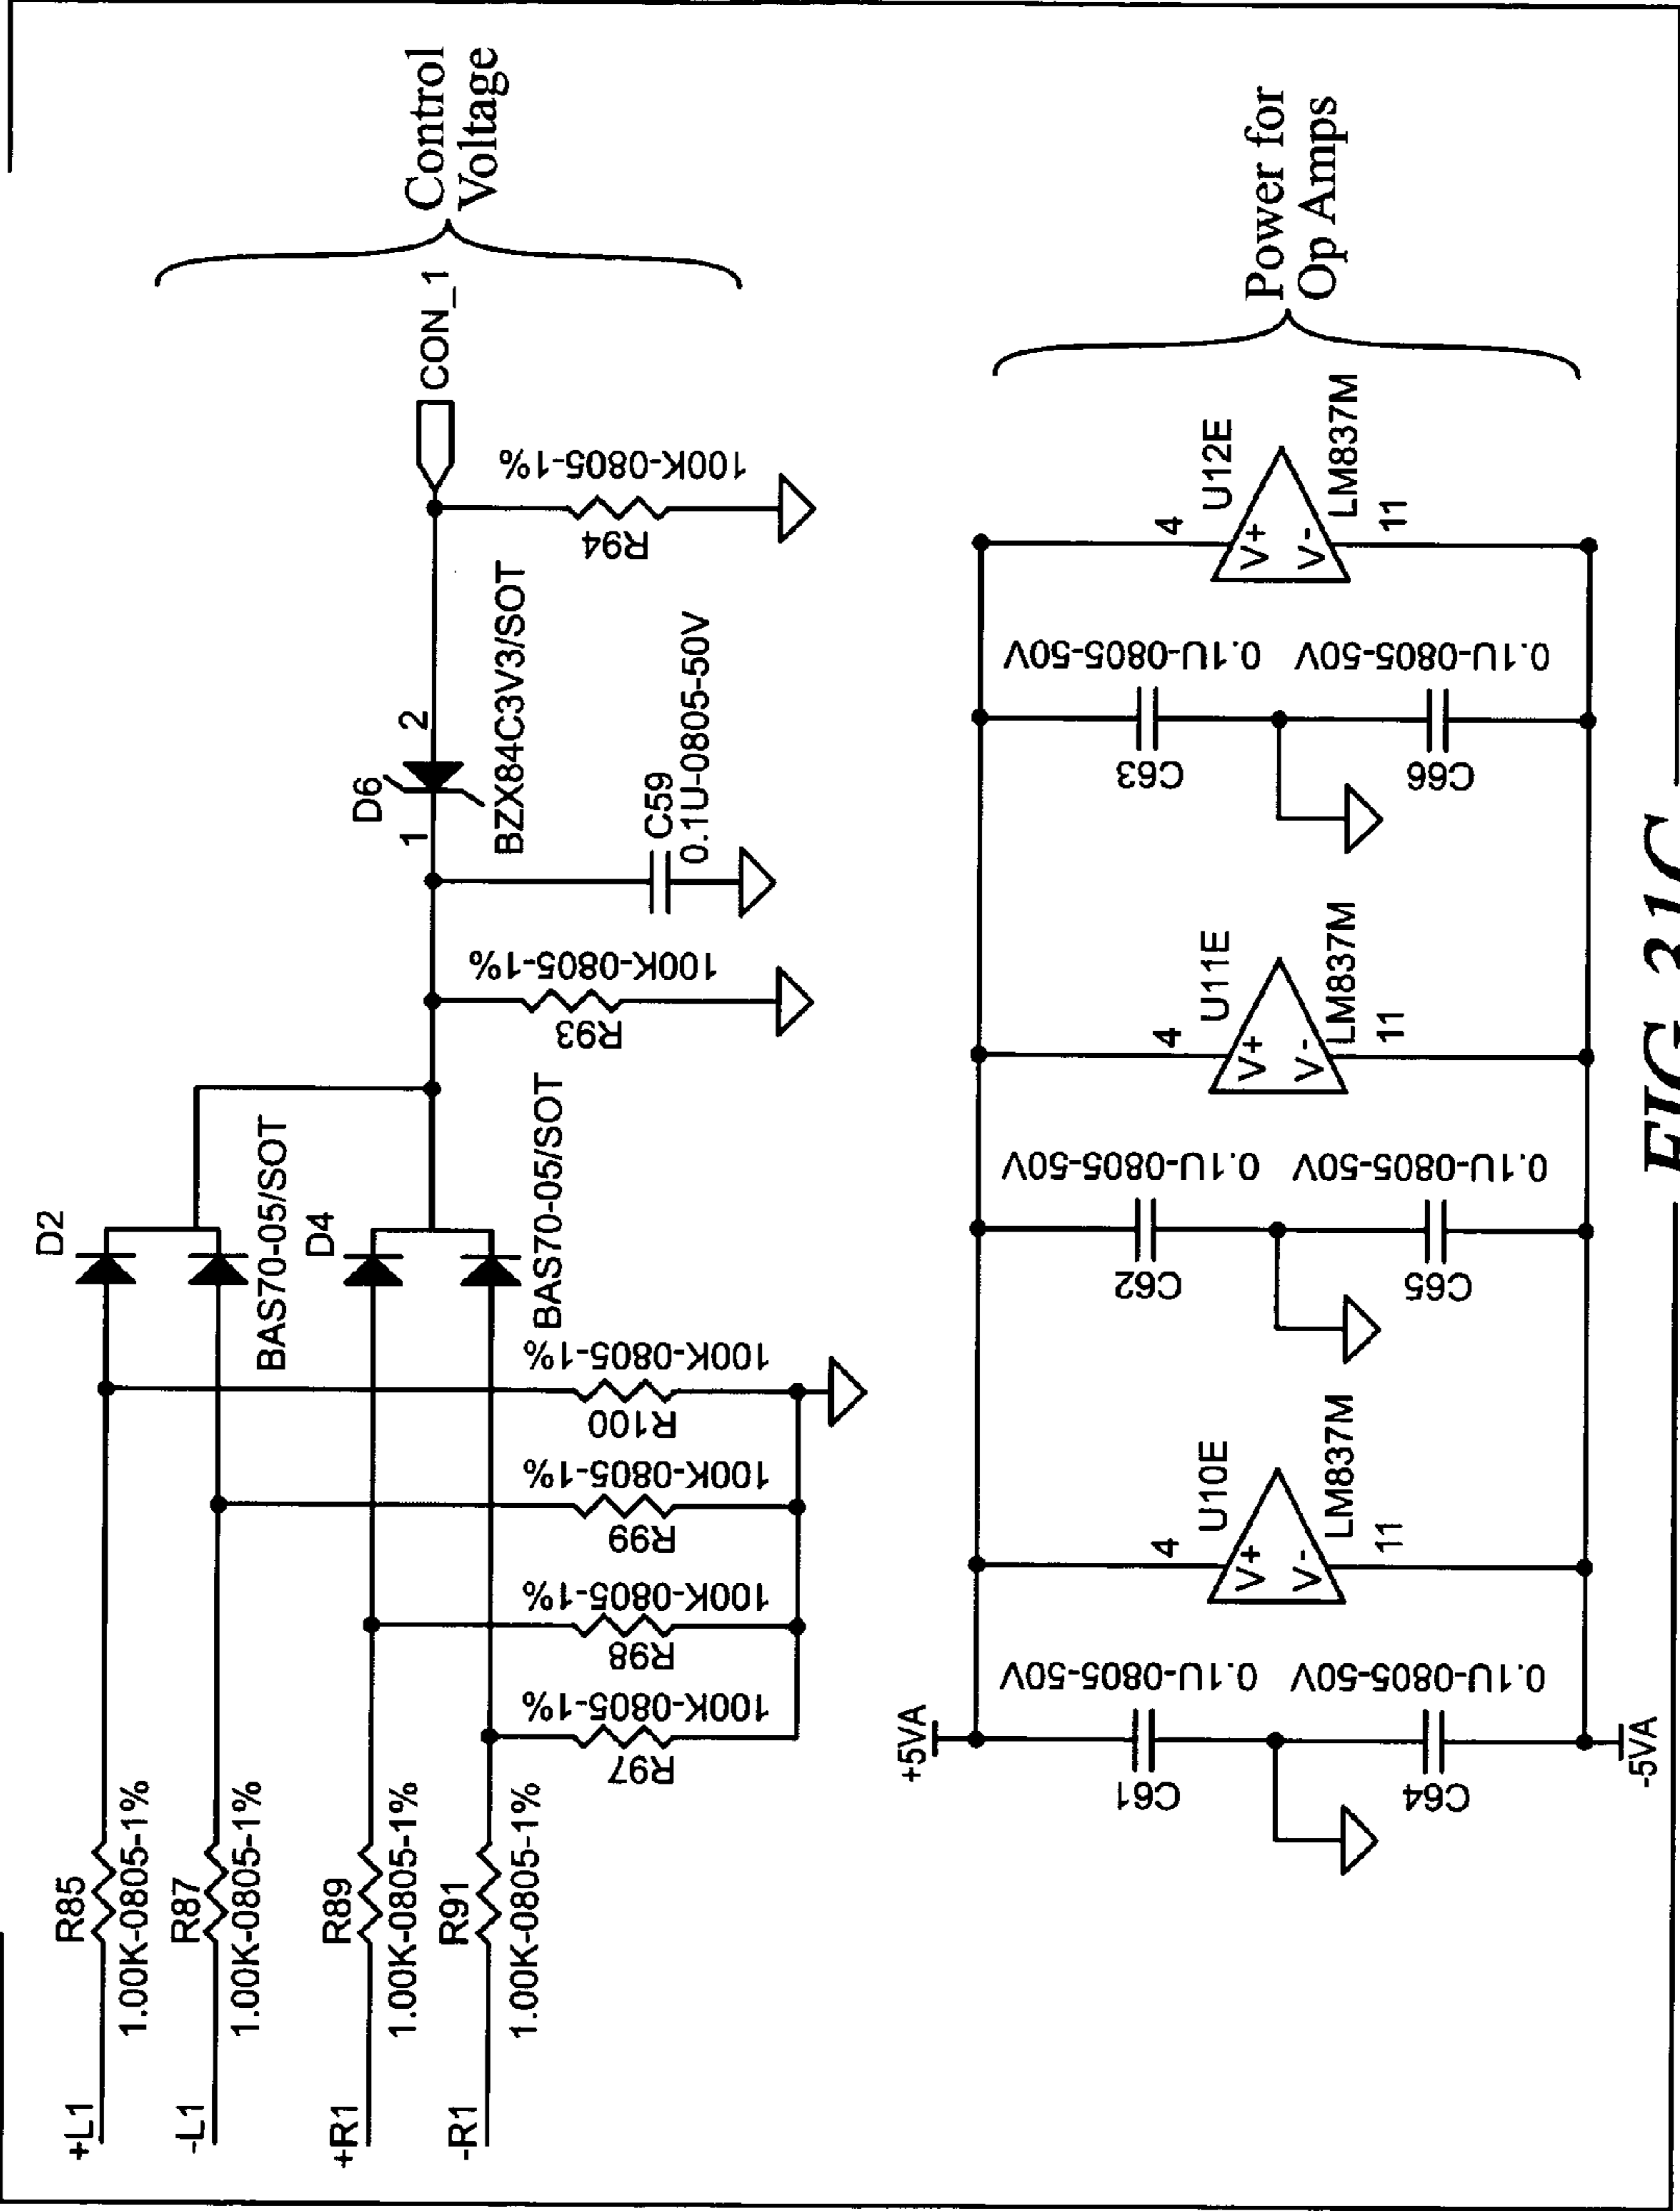 +L1
R85
1.00K-0805-1%
-L1
R87
1.00K-0805-1%
+R1
R89
1.00K-0805-1%
-R1
R91
1.00K-0805-1%
R97
100K-0805-1%
R98
100K-0805-1%
R99
100K-0805-1%
R100
100K-0805-1%
D2
BAS70-05/SOT
D4
BAS70-05/SOT
R93
100K-0805-1%
C59
0.1U-0805-50V
D6
1
2
BZX84C3V3/SOT
R94
100K-0805-1%
CON_1
Control
Voltage
+5VA
-5VA
C61
0.1U-0805-50V
C64
0.1U-0805-50V
4
U10E
V+
V-
LM837M
11
C62
0.1U-0805-50V
C65
0.1U-0805-50V
4
U11E
V+
V-
LM837M
11
C63
0.1U-0805-50V
C66
0.1U-0805-50V
4
U12E
V+
V-
LM837M
11
Power for
Op Amps
FIG 31C